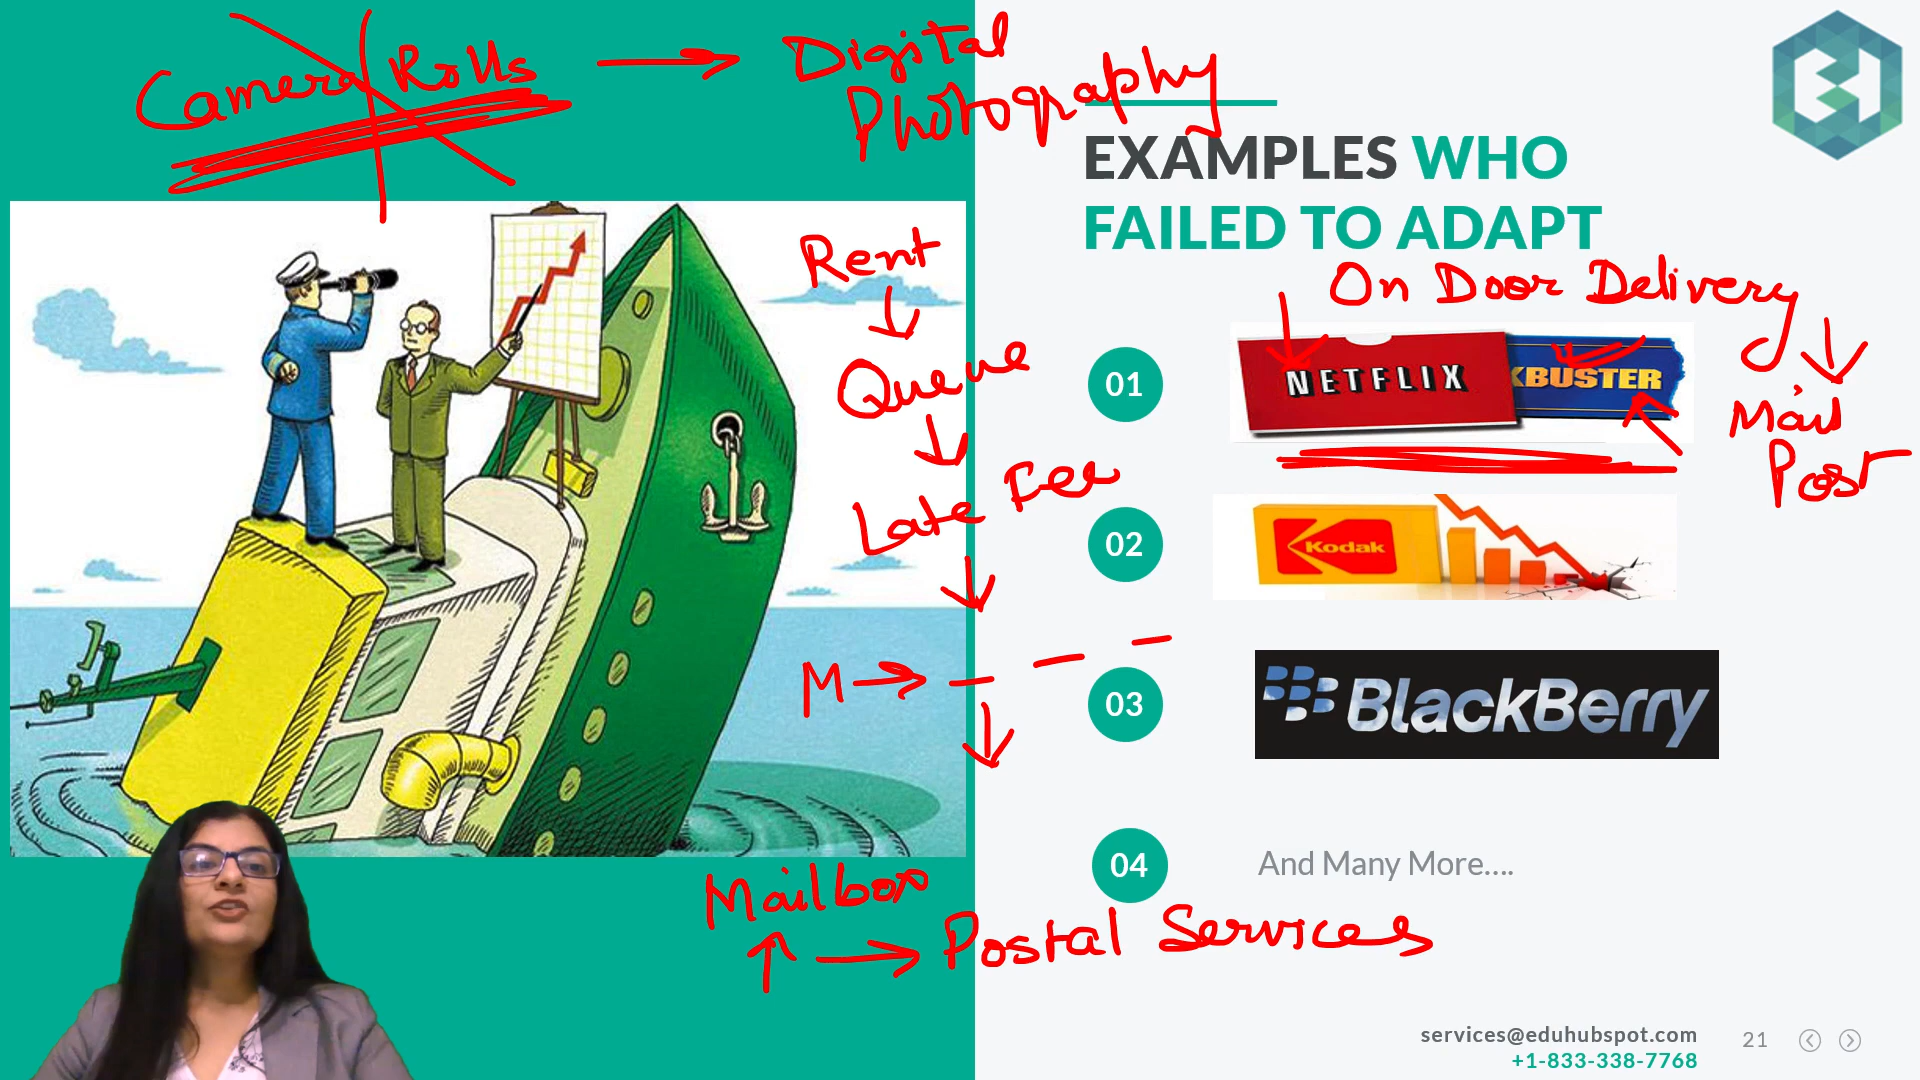 Camera Rolls → Digital
Photography
EXAMPLES WHO
FAILED TO ADAPT
Rent
↓
Queue
↓
Late Fee
↓
M → — — —
↓
On Door Delivery
↓
Mail
Post
01
NETFLIX
KBUSTER
02
Kodak
03
BlackBerry
04
And Many More....
Mailbox
↑ → Postal Services
services@eduhubspot.com
+1-833-338-7768
21